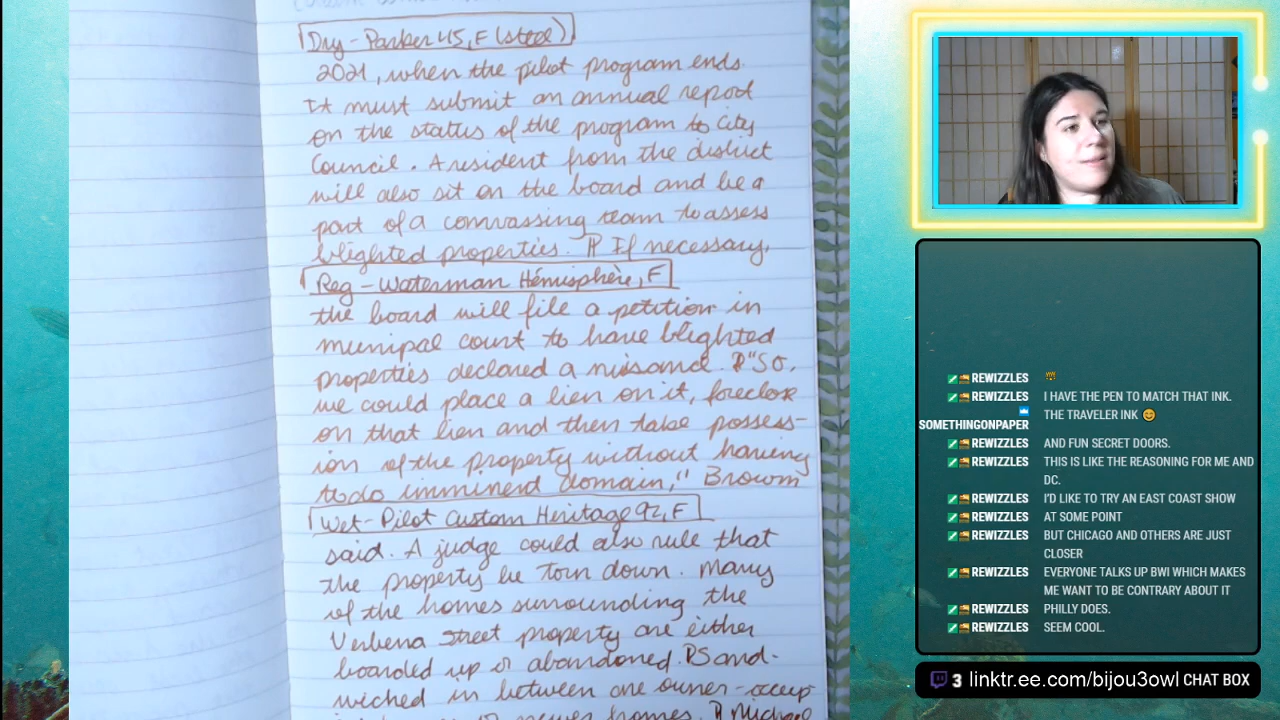 Dry-Parker 45, F (steel)
2021, when the pilot program ends.
It must submit an annual report
on the status of the program to City
Council. A resident from the district
will also sit on the board and be a
part of a convassing team to assess
blighted properties. ¶ If necessary,
Reg - Waterman Hémisphère, F
the board will file a petition in
munipal court to have blighted
properties declared a nuisance. ¶ "So,
we could place a lien on it, foreclose
on that lien and then take possess-
ion of the property without having
to do imminent domain," Brown
Wet-Pilot Custom Heritage 92, F
said. A judge could also rule that
the property be torn down. Many
of the homes surrounding the
Verbena Street property are either
boarded up or abandoned. ¶ Sand-
wiched in between are owner-occup-
newer homes. ¶ Michael
REWIZZLES
REWIZZLES I HAVE THE PEN TO MATCH THAT INK.
SOMETHINGONPAPER THE TRAVELER INK
REWIZZLES AND FUN SECRET DOORS.
REWIZZLES THIS IS LIKE THE REASONING FOR ME AND
DC.
REWIZZLES I'D LIKE TO TRY AN EAST COAST SHOW
REWIZZLES AT SOME POINT
REWIZZLES BUT CHICAGO AND OTHERS ARE JUST
CLOSER
REWIZZLES EVERYONE TALKS UP BWI WHICH MAKES
ME WANT TO BE CONTRARY ABOUT IT
REWIZZLES PHILLY DOES.
REWIZZLES SEEM COOL.
3 linktr.ee.com/bijou3owl CHAT BOX